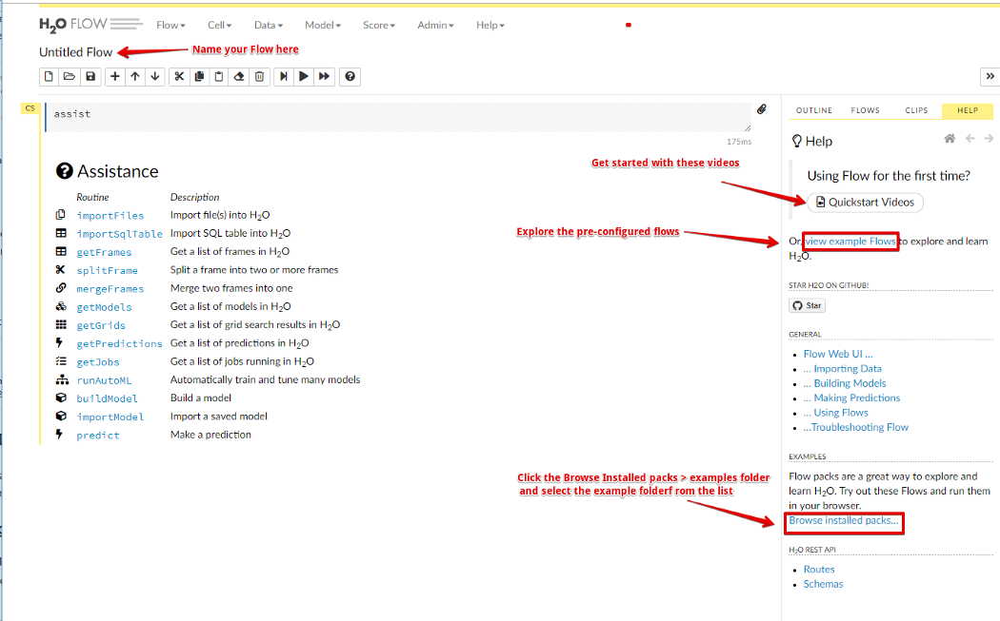 H2O FLOW Flow Cell Data Model Score Admin Help
Untitled Flow
Name your Flow here
CS
assist
175ms
Assistance
Routine Description
importFiles Import file(s) into H2O
importSqlTable Import SQL table into H2O
getFrames Get a list of frames in H2O
splitFrame Split a frame into two or more frames
mergeFrames Merge two frames into one
getModels Get a list of models in H2O
getGrids Get a list of grid search results in H2O
getPredictions Get a list of predictions in H2O
getJobs Get a list of jobs running in H2O
runAutoML Automatically train and tune many models
buildModel Build a model
importModel Import a saved model
predict Make a prediction
Get started with these videos
Explore the pre-configured flows
Click the Browse Installed packs > examples folder
and select the example folderf rom the list
OUTLINE FLOWS CLIPS HELP
Help
Using Flow for the first time?
Quickstart Videos
Or, view example Flows to explore and learn
H2O.
STAR H2O ON GITHUB!
Star
GENERAL
Flow Web UI ...
... Importing Data
... Building Models
... Making Predictions
... Using Flows
...Troubleshooting Flow
EXAMPLES
Flow packs are a great way to explore and
learn H2O. Try out these Flows and run them
in your browser.
Browse installed packs...
H2O REST API
Routes
Schemas